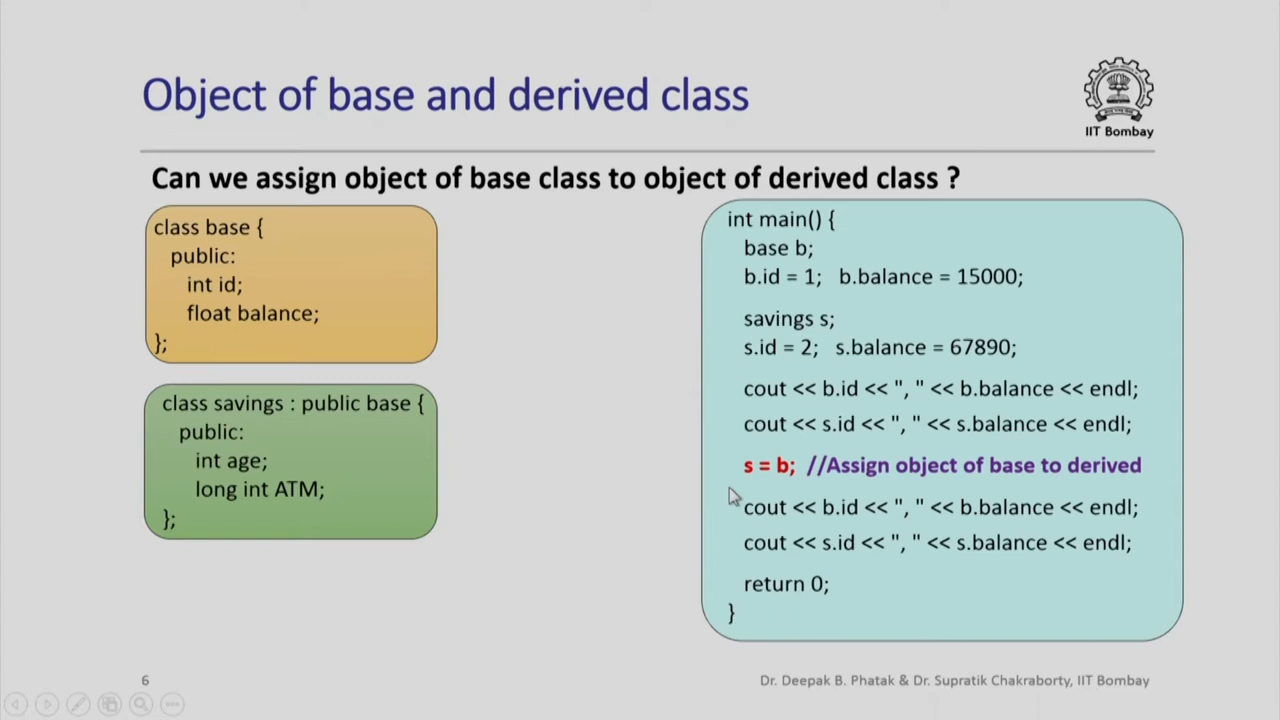 Object of base and derived class
IIT Bombay
Can we assign object of base class to object of derived class ?
class base {
public:
int id;
float balance;
};
class savings : public base {
public:
int age;
long int ATM;
};
int main() {
base b;
b.id = 1; b.balance = 15000;
savings s;
s.id = 2; s.balance = 67890;
cout << b.id << ", " << b.balance << endl;
cout << s.id << ", " << s.balance << endl;
s = b; //Assign object of base to derived
cout << b.id << ", " << b.balance << endl;
cout << s.id << ", " << s.balance << endl;
return 0;
}
6
Dr. Deepak B. Phatak & Dr. Supratik Chakraborty, IIT Bombay